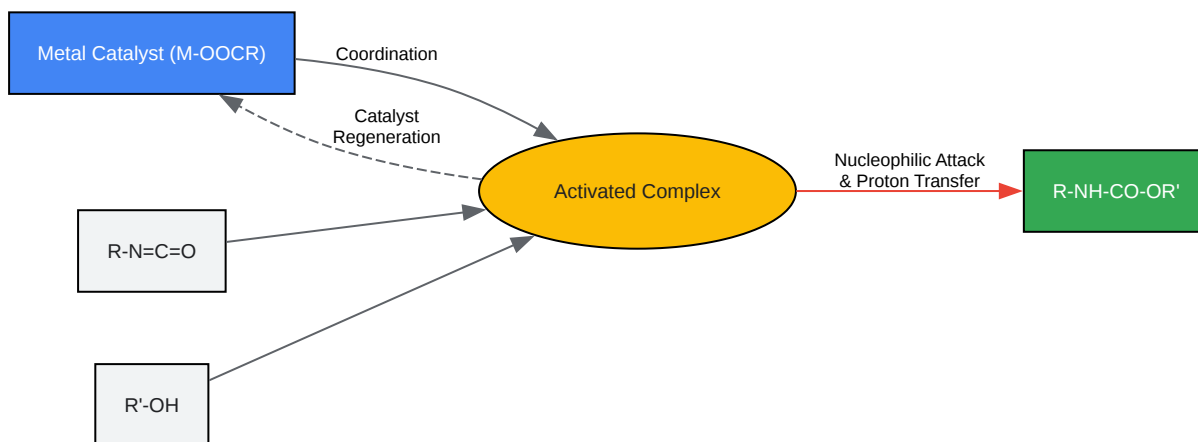 Metal Catalyst (M-OOCR)
Coordination
Catalyst
Regeneration
Nucleophilic Attack
& Proton Transfer
Activated Complex
R-NH-CO-OR'
R-N=C=O
R'-OH